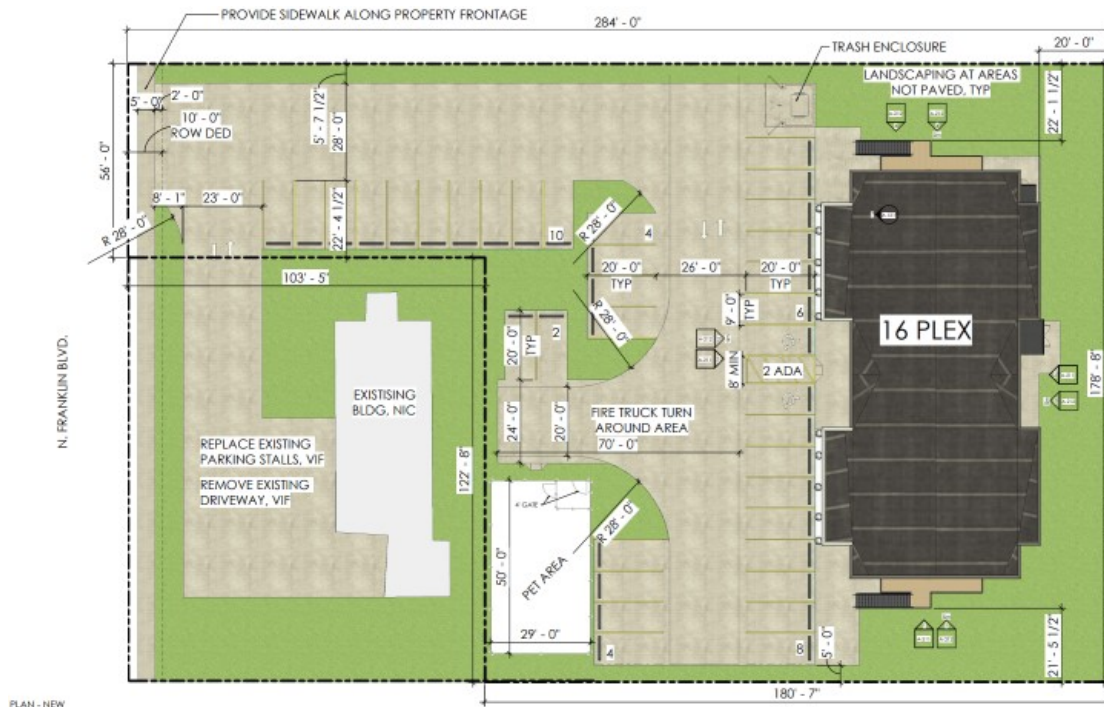 PROVIDE SIDEWALK ALONG PROPERTY FRONTAGE
284' - 0"
20' - 0"
TRASH ENCLOSURE
LANDSCAPING AT AREAS
NOT PAVED, TYP
22' - 1 1/2"
5' - 0"
2' - 0"
10' - 0"
ROW DED
5' - 7 1/2"
28' - 0"
56' - 0"
8' - 1"
23' - 0"
22' - 4 1/2"
R 28' - 0"
10
R 28' - 0"
4
103' - 5"
20' - 0"
TYP
26' - 0"
20' - 0"
TYP
R 28' - 0"
9' - 0"
TYP
6
16 PLEX
20' - 0"
TYP
2
8' MIN
2 ADA
178' - 8"
N. FRANKLIN BLVD.
EXISTISING
BLDG, NIC
24' - 0"
20' - 0"
FIRE TRUCK TURN
AROUND AREA
70' - 0"
REPLACE EXISTING
PARKING STALLS, VIF
REMOVE EXISTING
DRIVEWAY, VIF
122' - 8"
4' GATE
R 28' - 0"
50' - 0"
PET AREA
29' - 0"
4
8
5' - 0"
21' - 5 1/2"
180' - 7"
PLAN - NEW